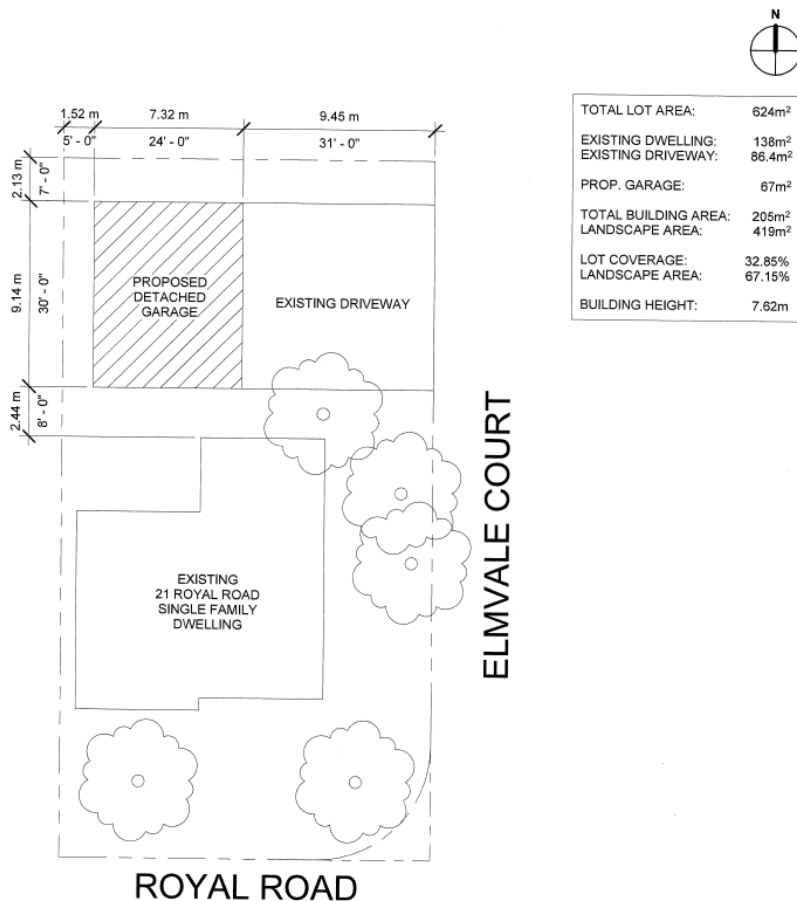 N
TOTAL LOT AREA: 624m²
EXISTING DWELLING: 138m²
EXISTING DRIVEWAY: 86.4m²
PROP. GARAGE: 67m²
TOTAL BUILDING AREA: 205m²
LANDSCAPE AREA: 419m²
LOT COVERAGE: 32.85%
LANDSCAPE AREA: 67.15%
BUILDING HEIGHT: 7.62m
1.52 m 7.32 m 9.45 m
5' - 0" 24' - 0" 31' - 0"
2.13 m
7' - 0"
9.14 m
30' - 0"
2.44 m
8' - 0"
PROPOSED
DETACHED
GARAGE
EXISTING DRIVEWAY
EXISTING
21 ROYAL ROAD
SINGLE FAMILY
DWELLING
ELMVALE COURT
ROYAL ROAD